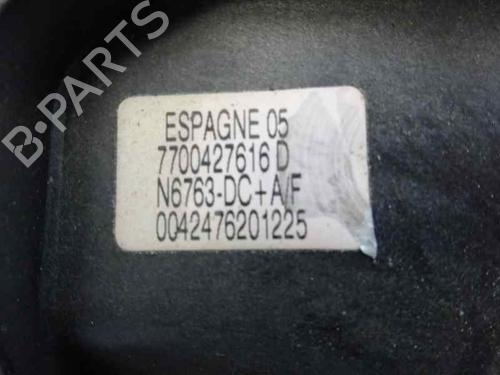 B-PARTS
ESPAGNE 05
7700427616 D
N6763-DC+A/F
0042476201225